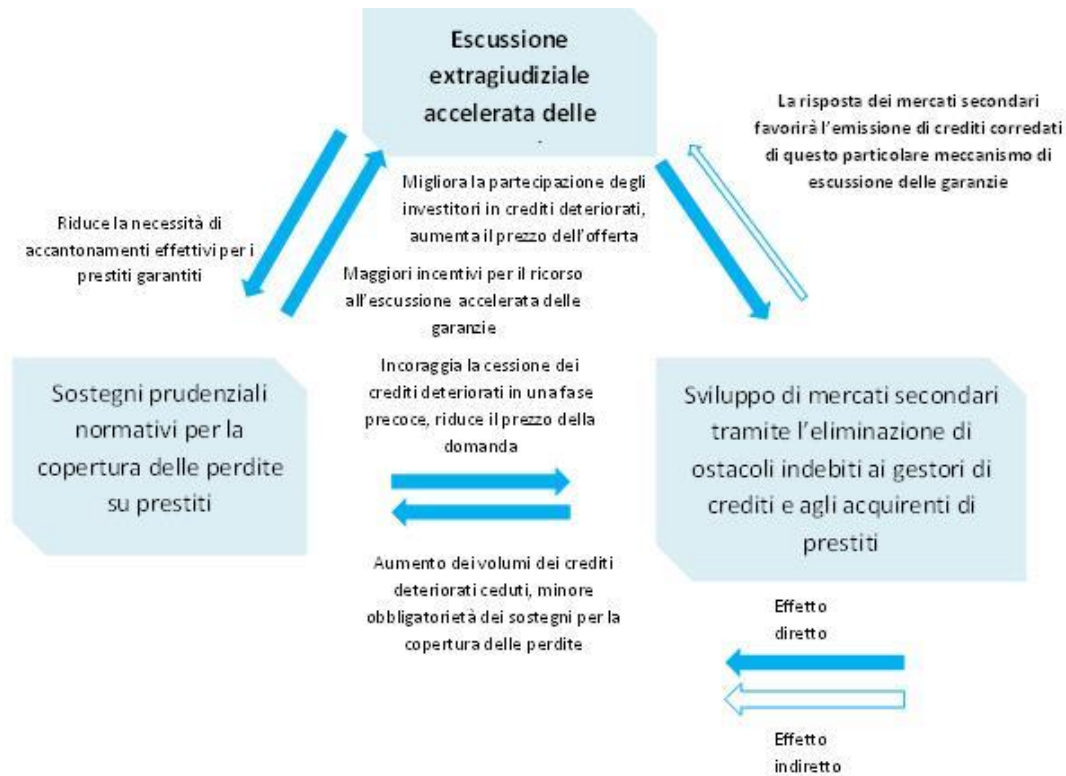 Escussione
extragiudiziale
accelerata delle
La risposta dei mercati secondari
favorirà l’emissione di crediti corredati
di questo particolare meccanismo di
escussione delle garanzie
Migliora la partecipazione degli
investitori in crediti deteriorati,
aumenta il prezzo dell’offerta
Riduce la necessità di
accantonamenti effettivi per i
prestiti garantiti
Maggiori incentivi per il ricorso
all’escussione accelerata delle
garanzie
Incoraggia la cessione dei
crediti deteriorati in una fase
precoce, riduce il prezzo della
domanda
Sostegni prudenziali
normativi per la
copertura delle perdite
su prestiti
Sviluppo di mercati secondari
tramite l’eliminazione di
ostacoli indebiti ai gestori di
crediti e agli acquirenti di
prestiti
Aumento dei volumi dei crediti
deteriorati ceduti, minore
obbligatorietà dei sostegni per la
copertura delle perdite
Effetto
diretto
Effetto
indiretto